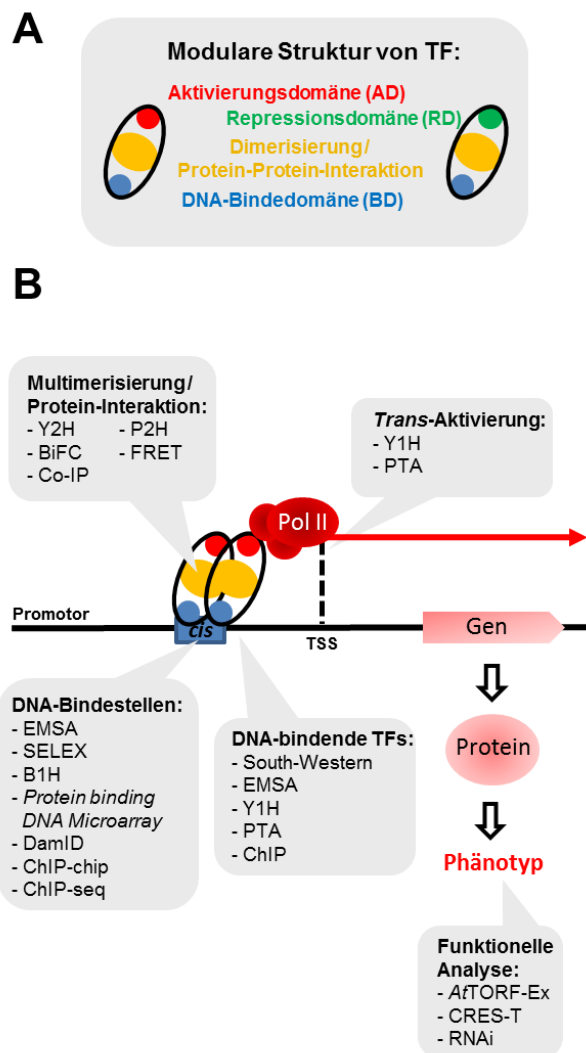 A
Modulare Struktur von TF:
Aktivierungsdomäne (AD)
Repressionsdomäne (RD)
Dimerisierung/
Protein-Protein-Interaktion
DNA-Bindedomäne (BD)
B
Multimerisierung/
Protein-Interaktion:
- Y2H - P2H
- BiFC - FRET
- Co-IP
Trans-Aktivierung:
- Y1H
- PTA
Pol II
Promotor
cis
TSS
Gen
DNA-Bindestellen:
- EMSA
- SELEX
- B1H
- Protein binding
DNA Microarray
- DamID
- ChIP-chip
- ChIP-seq
DNA-bindende TFs:
- South-Western
- EMSA
- Y1H
- PTA
- ChIP
Protein
Phänotyp
Funktionelle
Analyse:
- AtTORF-Ex
- CRES-T
- RNAi